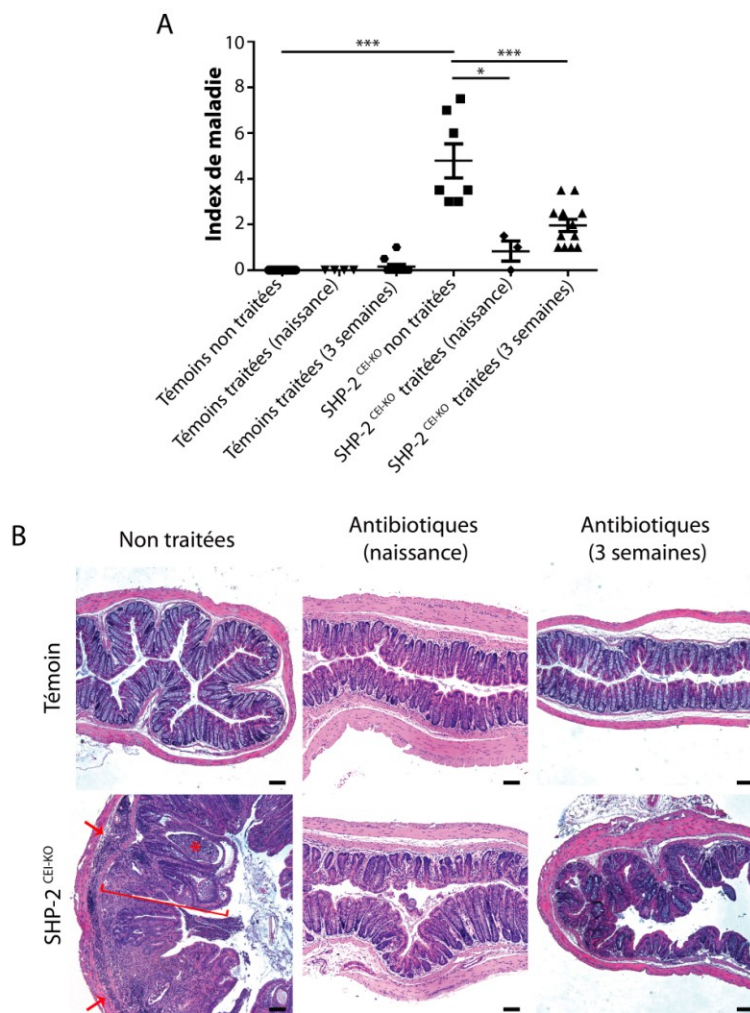 A
Index de maladie
10
8
6
4
2
0
***
***
*
Témoins non traitées
Témoins traitées (naissance)
Témoins traitées (3 semaines)
SHP-2 CEI-KO non traitées
SHP-2 CEI-KO traitées (naissance)
SHP-2 CEI-KO traitées (3 semaines)
B
Non traitées
Antibiotiques
(naissance)
Antibiotiques
(3 semaines)
Témoin
SHP-2 CEI-KO
*